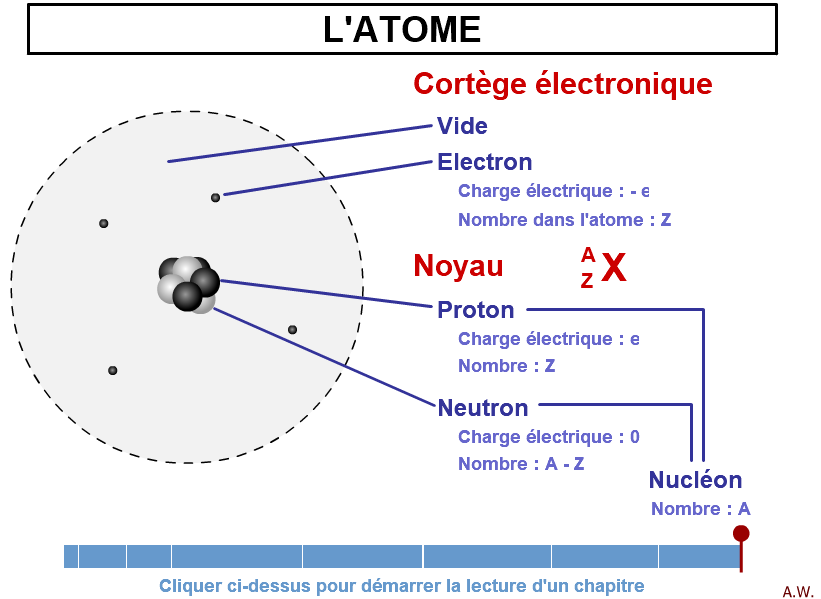 L'ATOME
Cortège électronique
Vide
Electron
Charge électrique : - e
Nombre dans l'atome : Z
Noyau
A
Z X
Proton
Charge électrique : e
Nombre : Z
Neutron
Charge électrique : 0
Nombre : A - Z
Nucléon
Nombre : A
Cliquer ci-dessus pour démarrer la lecture d'un chapitre
A.W.